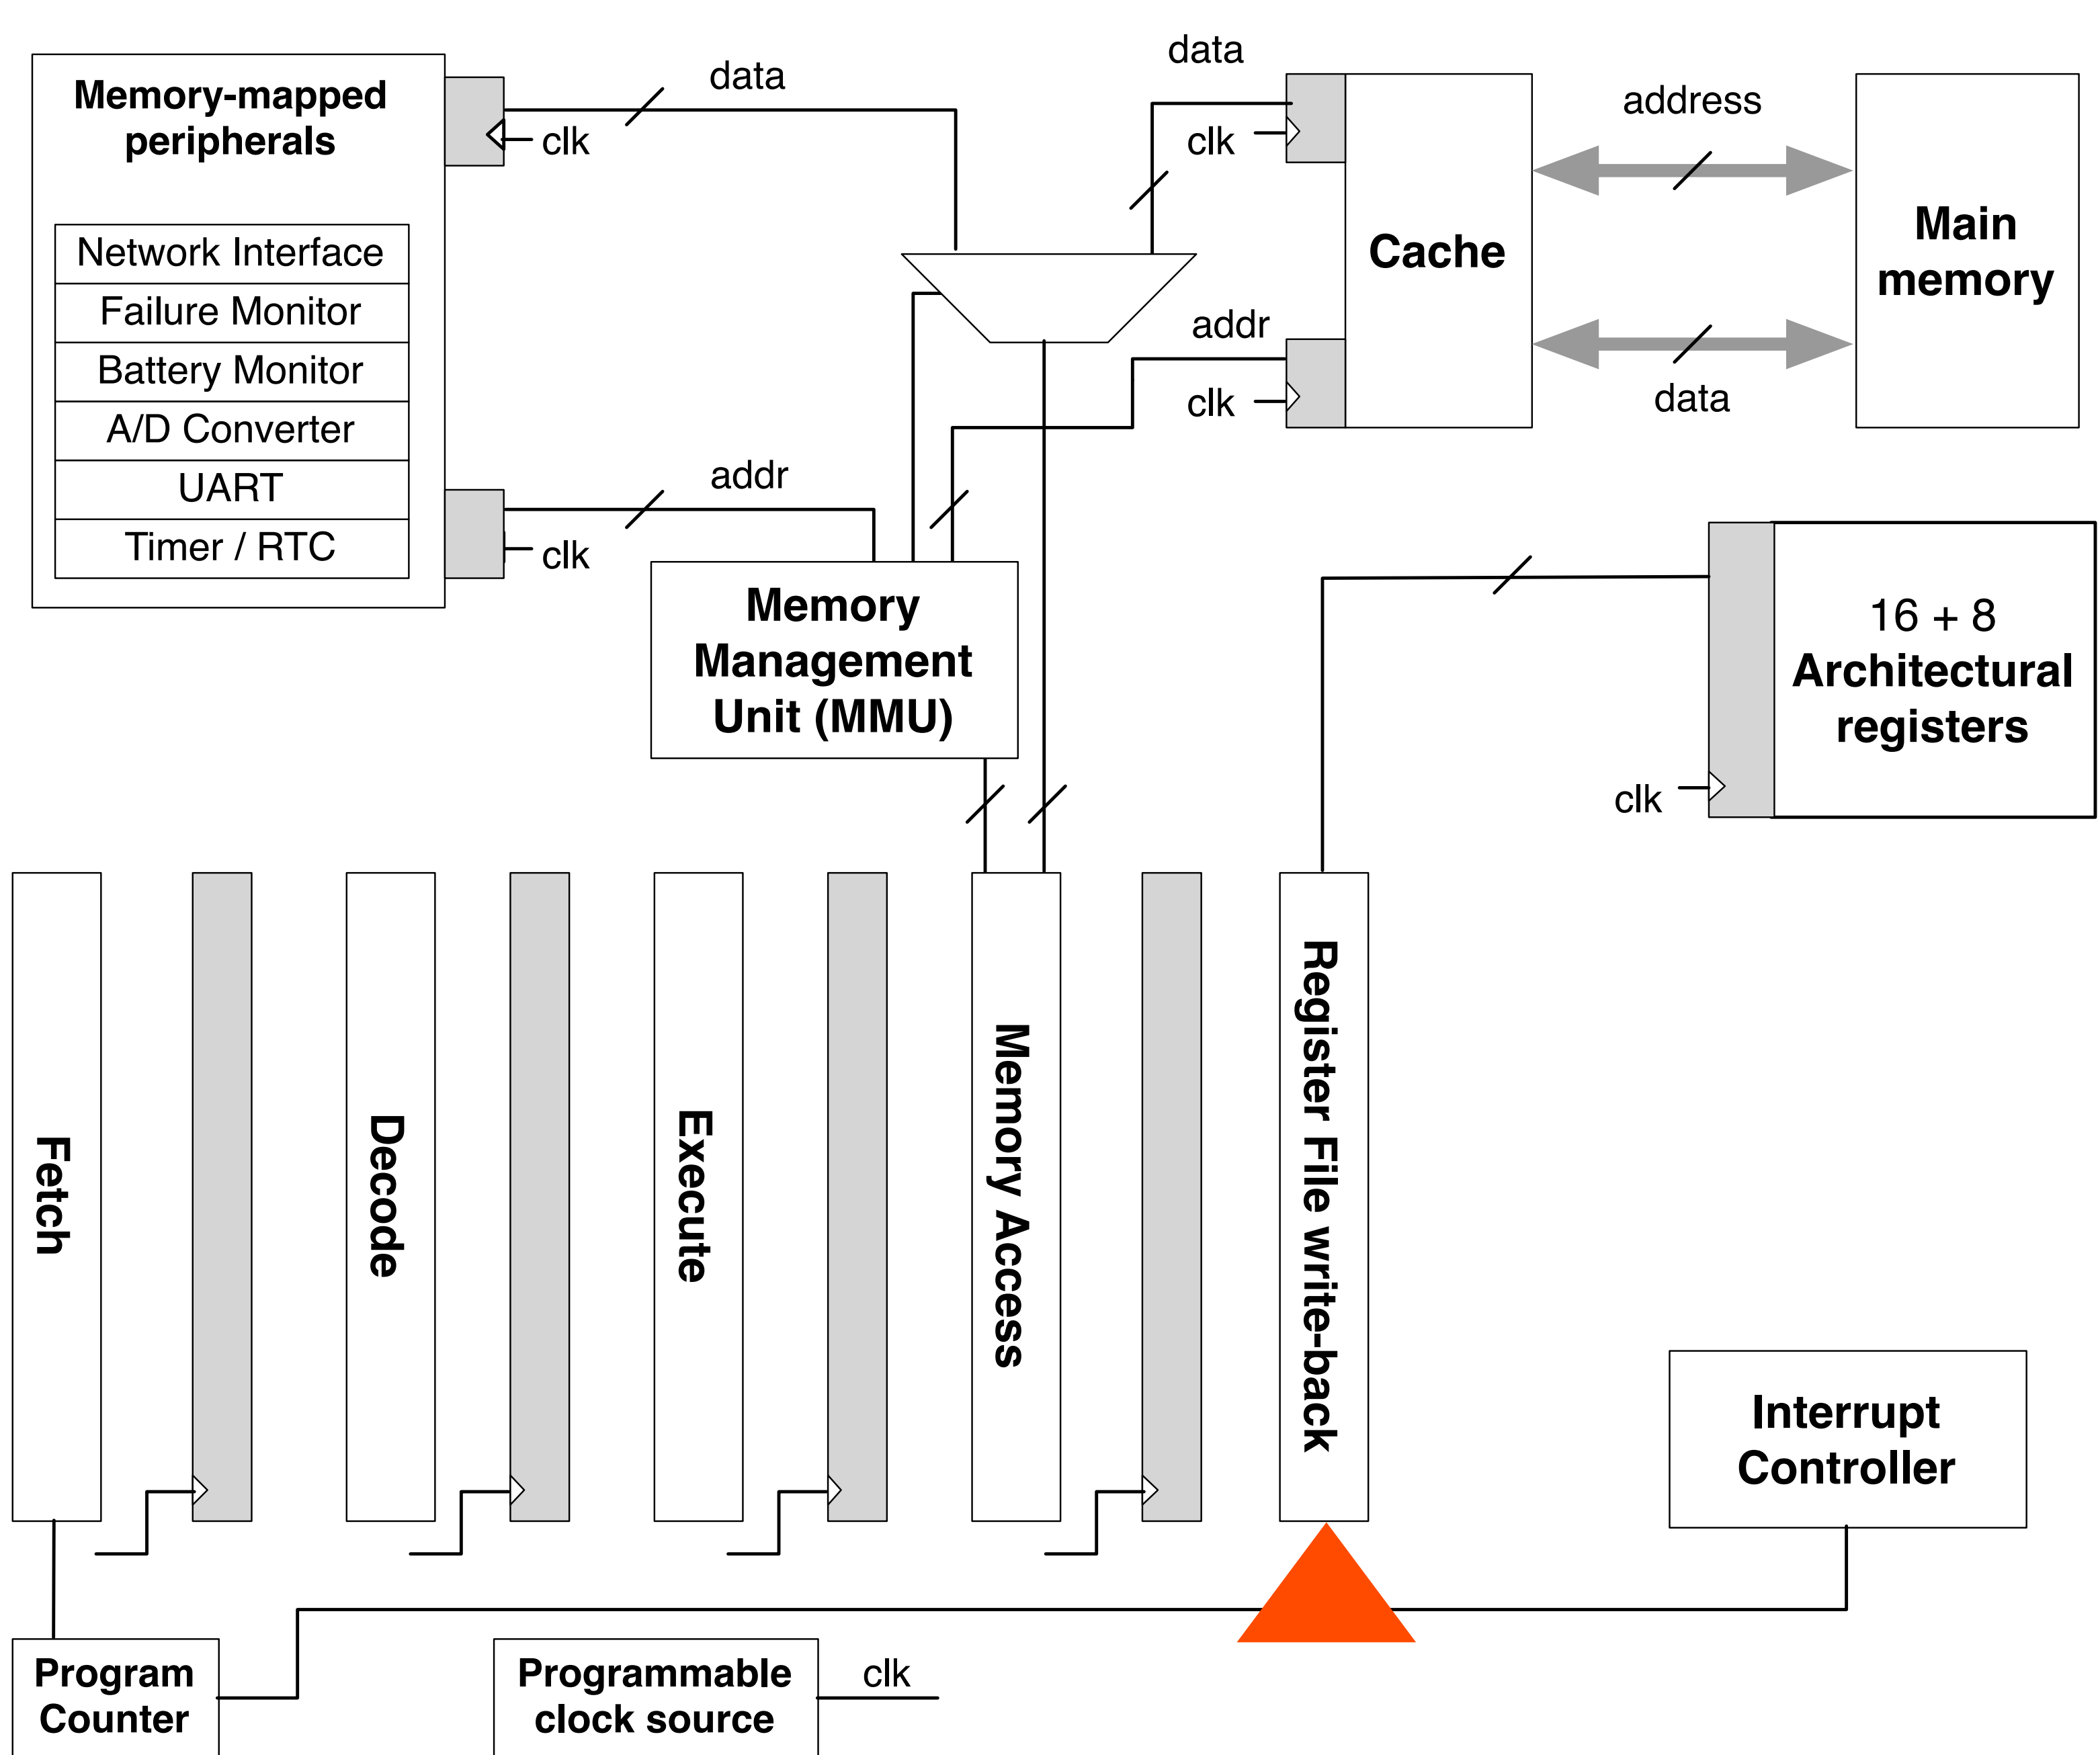 Memory-mapped
peripherals
Network Interface
Failure Monitor
Battery Monitor
A/D Converter
UART
Timer / RTC
data
clk
addr
clk
data
clk
addr
clk
Cache
address
data
Main
memory
Memory
Management
Unit (MMU)
16 + 8
Architectural
registers
clk
Fetch
Decode
Execute
Memory Access
Register File write-back
Interrupt
Controller
Program
Counter
Programmable
clock source
clk